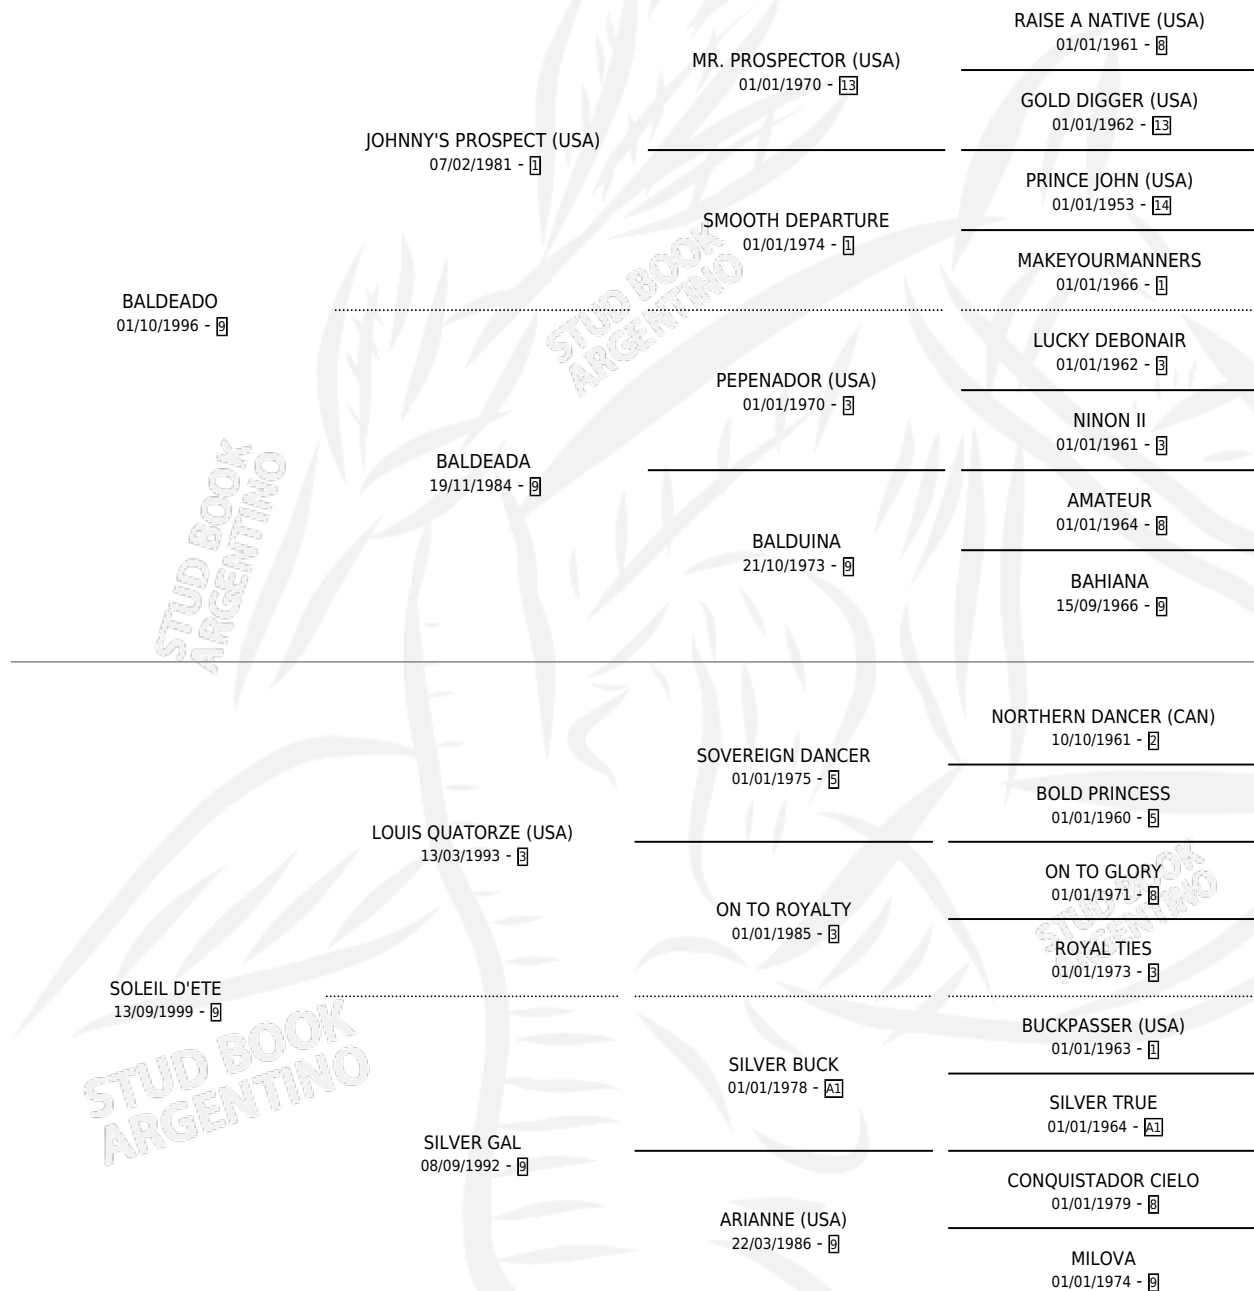 RAISE A NATIVE (USA)
01/01/1961 - 8
MR. PROSPECTOR (USA)
01/01/1970 - 13
GOLD DIGGER (USA)
01/01/1962 - 13
JOHNNY'S PROSPECT (USA)
07/02/1981 - 1
PRINCE JOHN (USA)
01/01/1953 - 14
SMOOTH DEPARTURE
01/01/1974 - 1
MAKEYOURMANNERS
01/01/1966 - 1
BALDEADO
01/10/1996 - 9
LUCKY DEBONAIR
01/01/1962 - 3
PEPENADOR (USA)
01/01/1970 - 3
NINON II
01/01/1961 - 3
BALDEADA
19/11/1984 - 9
AMATEUR
01/01/1964 - 8
BALDUINA
21/10/1973 - 9
BAHIANA
15/09/1966 - 9
NORTHERN DANCER (CAN)
10/10/1961 - 2
SOVEREIGN DANCER
01/01/1975 - 5
BOLD PRINCESS
01/01/1960 - 5
LOUIS QUATORZE (USA)
13/03/1993 - 3
ON TO GLORY
01/01/1971 - 8
ON TO ROYALTY
01/01/1985 - 3
ROYAL TIES
01/01/1973 - 3
SOLEIL D'ETE
13/09/1999 - 9
BUCKPASSER (USA)
01/01/1963 - 1
SILVER BUCK
01/01/1978 - A1
SILVER TRUE
01/01/1964 - A1
SILVER GAL
08/09/1992 - 9
CONQUISTADOR CIELO
01/01/1979 - 8
ARIANNE (USA)
22/03/1986 - 9
MILOVA
01/01/1974 - 9
STUD BOOK
ARGENTINO
STUD BOOK
ARGENTINO
STUD BOOK
ARGENTINO
STUD BOOK
ARGENTINO